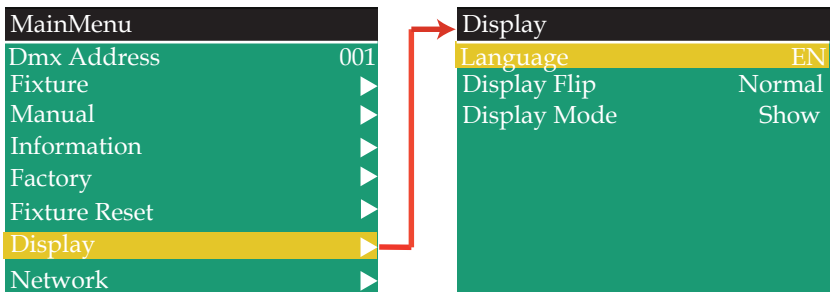 MainMenu
Dmx Address 001
Fixture
Manual
Information
Factory
Fixture Reset
Display
Network
Display
Language EN
Display Flip Normal
Display Mode Show